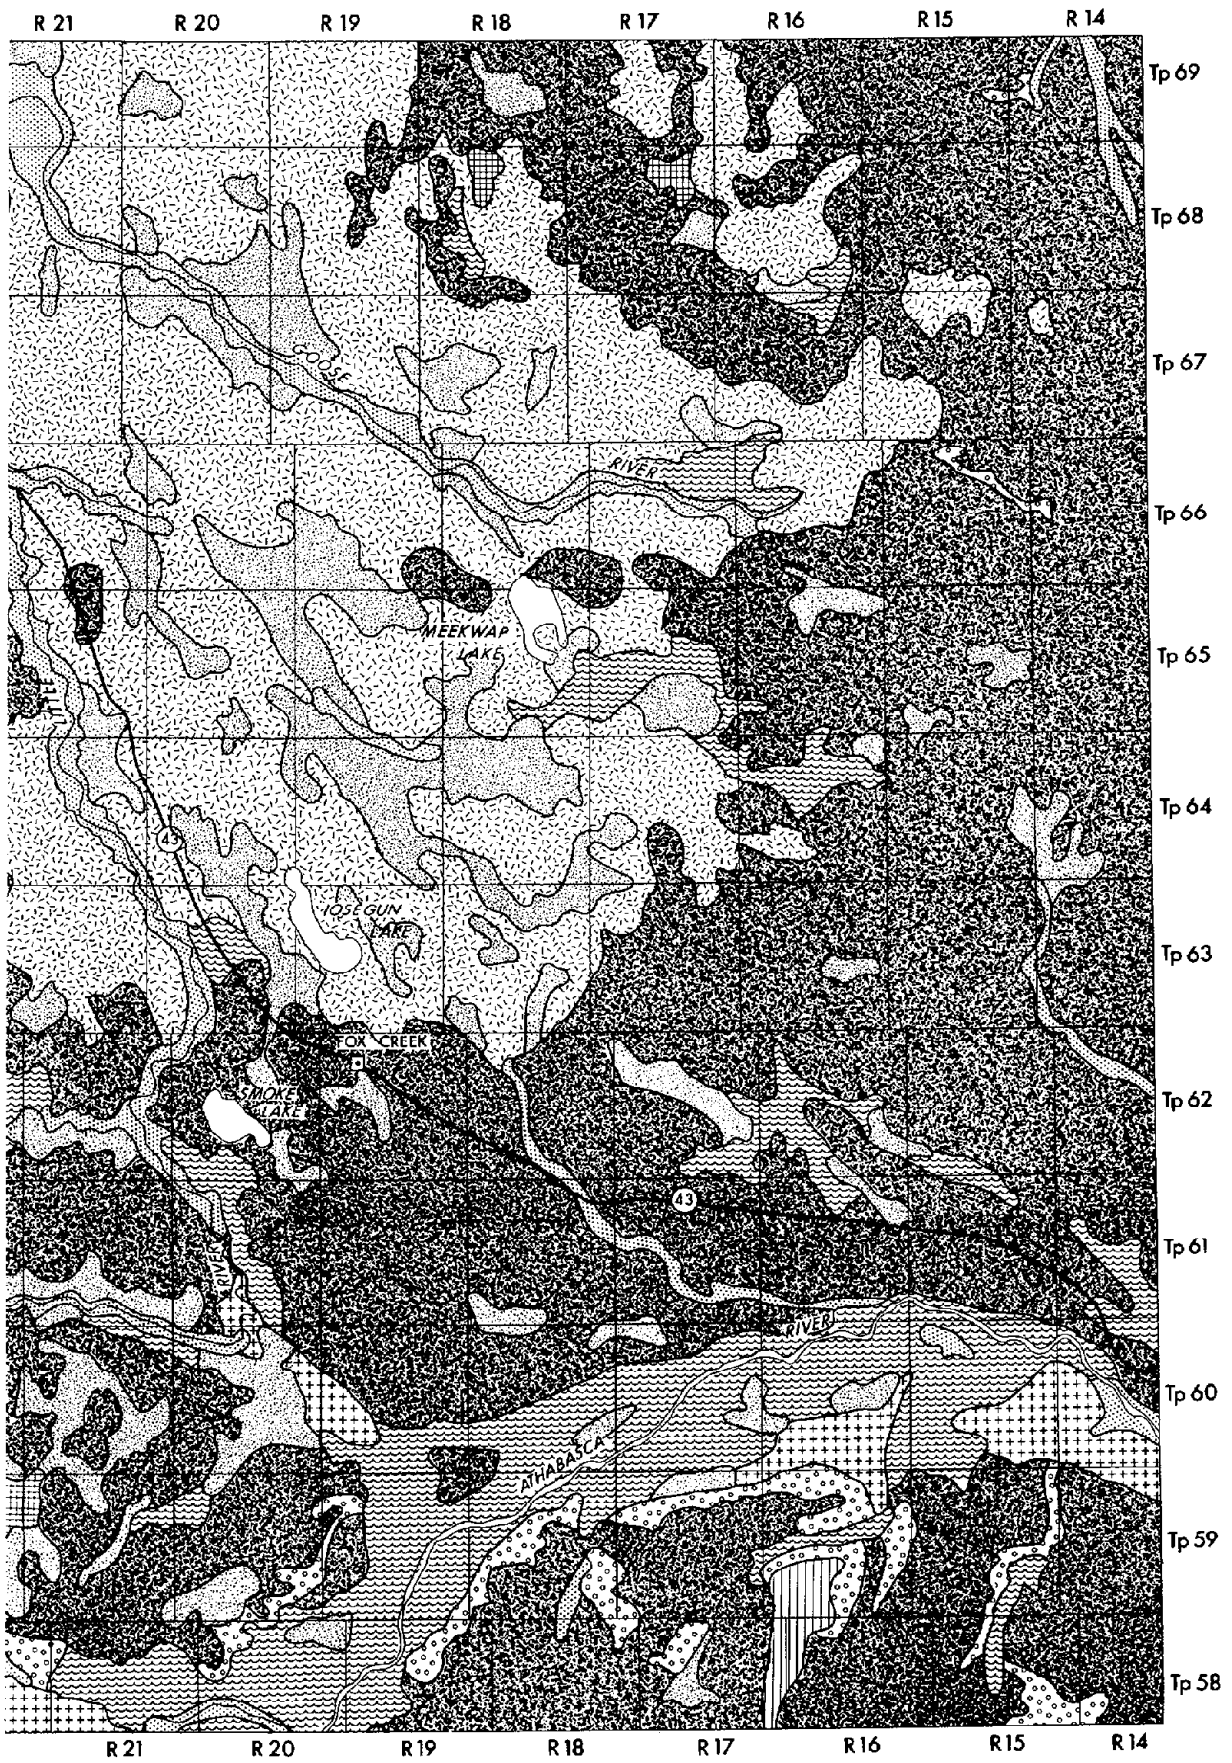 R 21 R 20 R 19 R 18 R 17 R 16 R 15 R 14
Tp 69
Tp 68
GOOSE
Tp 67
RIVER
Tp 66
MEEKWAP
LAKE
Tp 65
LITTLE
Tp 64
43
IOSEGUN
LAKE
Tp 63
FOX CREEK
SMOKE
LAKE
Tp 62
43
RIVER
Tp 61
RIVER
Tp 60
ATHABASCA
Tp 59
Tp 58
R 21 R 20 R 19 R 18 R 17 R 16 R 15 R 14